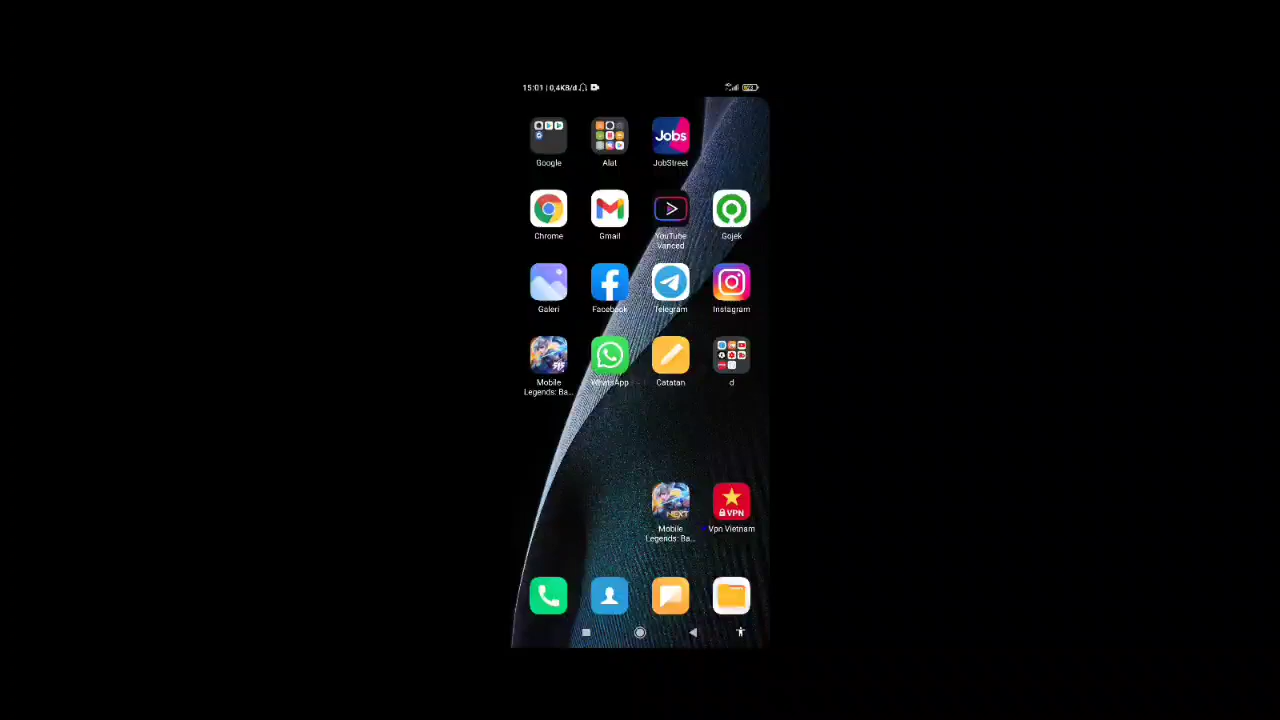 15:01 | 0,4KB/d
Google
Alat
Jobs
JobStreet
Chrome
Gmail
YouTube
Vanced
Gojek
Galeri
Facebook
Telegram
Instagram
Mobile
Legends: Ba...
WhatsApp
Catatan
d
NEXT
Mobile
Legends: Ba...
VPN
Vpn Vietnam